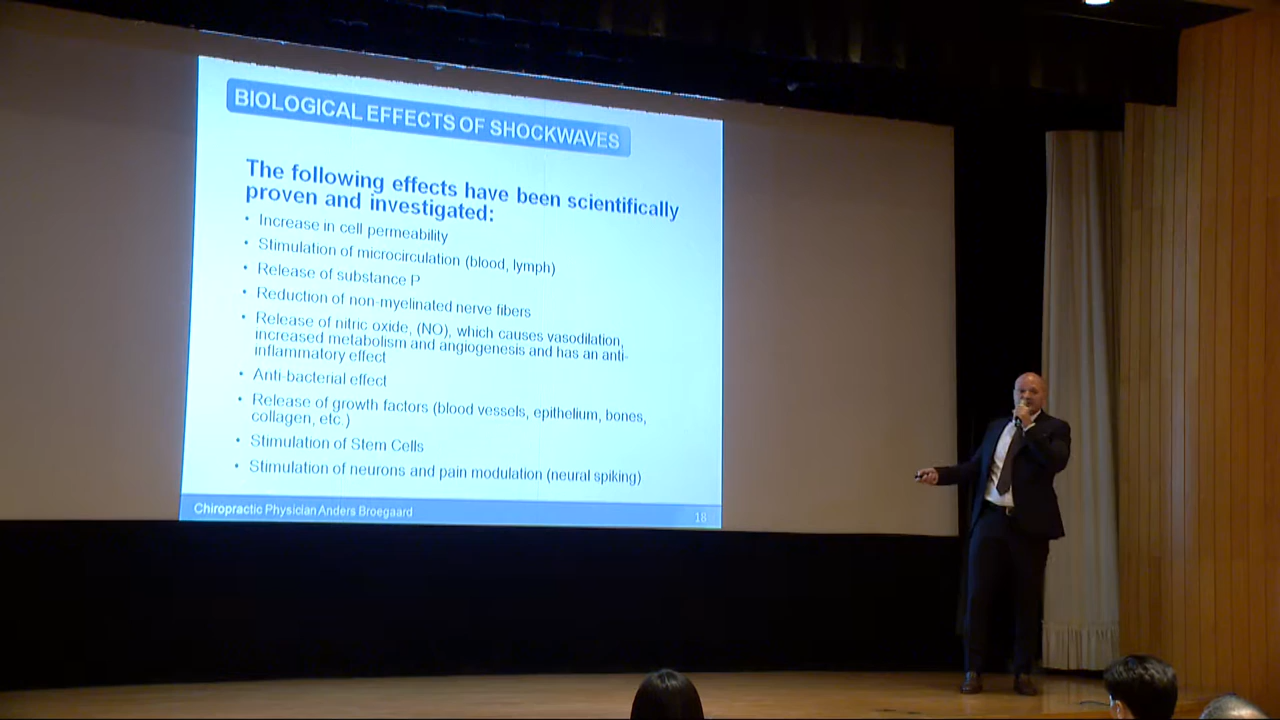 BIOLOGICAL EFFECTS OF SHOCKWAVES
The following effects have been scientifically
proven and investigated:
• Increase in cell permeability
• Stimulation of microcirculation (blood, lymph)
• Release of substance P
• Reduction of non-myelinated nerve fibers
• Release of nitric oxide, (NO), which causes vasodilation,
increased metabolism and angiogenesis and has an anti-
inflammatory effect
• Anti-bacterial effect
• Release of growth factors (blood vessels, epithelium, bones,
collagen, etc.)
• Stimulation of Stem Cells
• Stimulation of neurons and pain modulation (neural spiking)
Chiropractic Physician Anders Broegaard
18